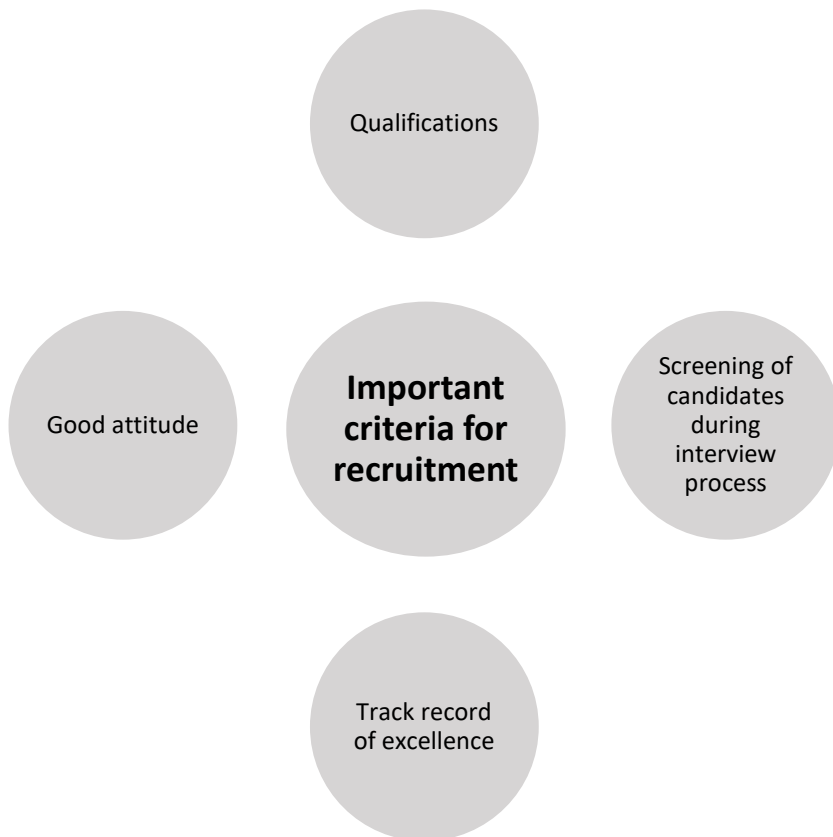 Qualifications
Good attitude
Important
criteria for
recruitment
Screening of
candidates
during
interview
process
Track record
of excellence